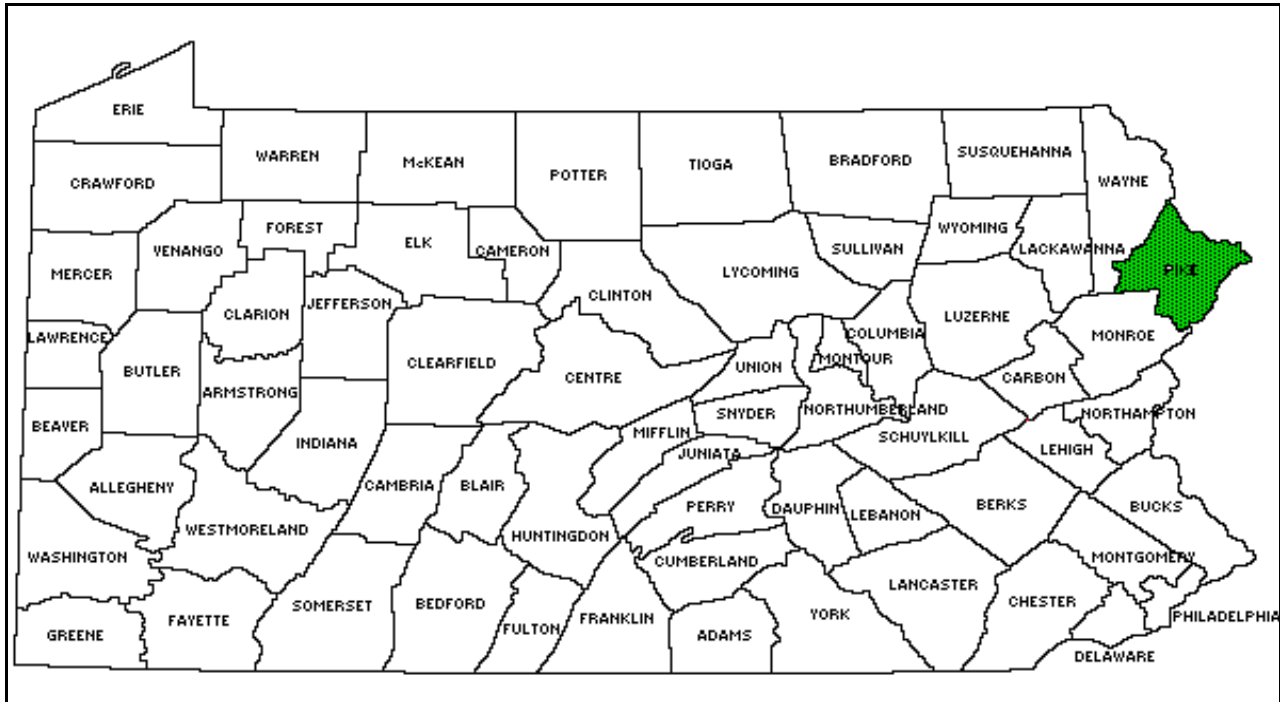 ERIE
WARREN
McKEAN
POTTER
TIOGA
BRADFORD
SUSQUEHANNA
WAYNE
CRAWFORD
FOREST
ELK
CAMERON
SULLIVAN
WYOMING
LACKAWANNA
PIKE
MERCER
VENANGO
LYCOMING
CLARION
JEFFERSON
CLINTON
LUZERNE
LAWRENCE
BUTLER
ARMSTRONG
CLEARFIELD
CENTRE
UNION
MONTOUR
COLUMBIA
MONROE
CARBON
BEAVER
INDIANA
MIFFLIN
SNYDER
NORTHUMBERLAND
SCHUYLKILL
NORTHAMPTON
LEHIGH
ALLEGHENY
CAMBRIA
BLAIR
JUNIATA
PERRY
DAUPHIN
LEBANON
BERKS
BUCKS
WASHINGTON
WESTMORELAND
HUNTINGDON
CUMBERLAND
LANCASTER
MONTGOMERY
GREENE
FAYETTE
SOMERSET
BEDFORD
FULTON
FRANKLIN
ADAMS
YORK
CHESTER
PHILADELPHIA
DELAWARE